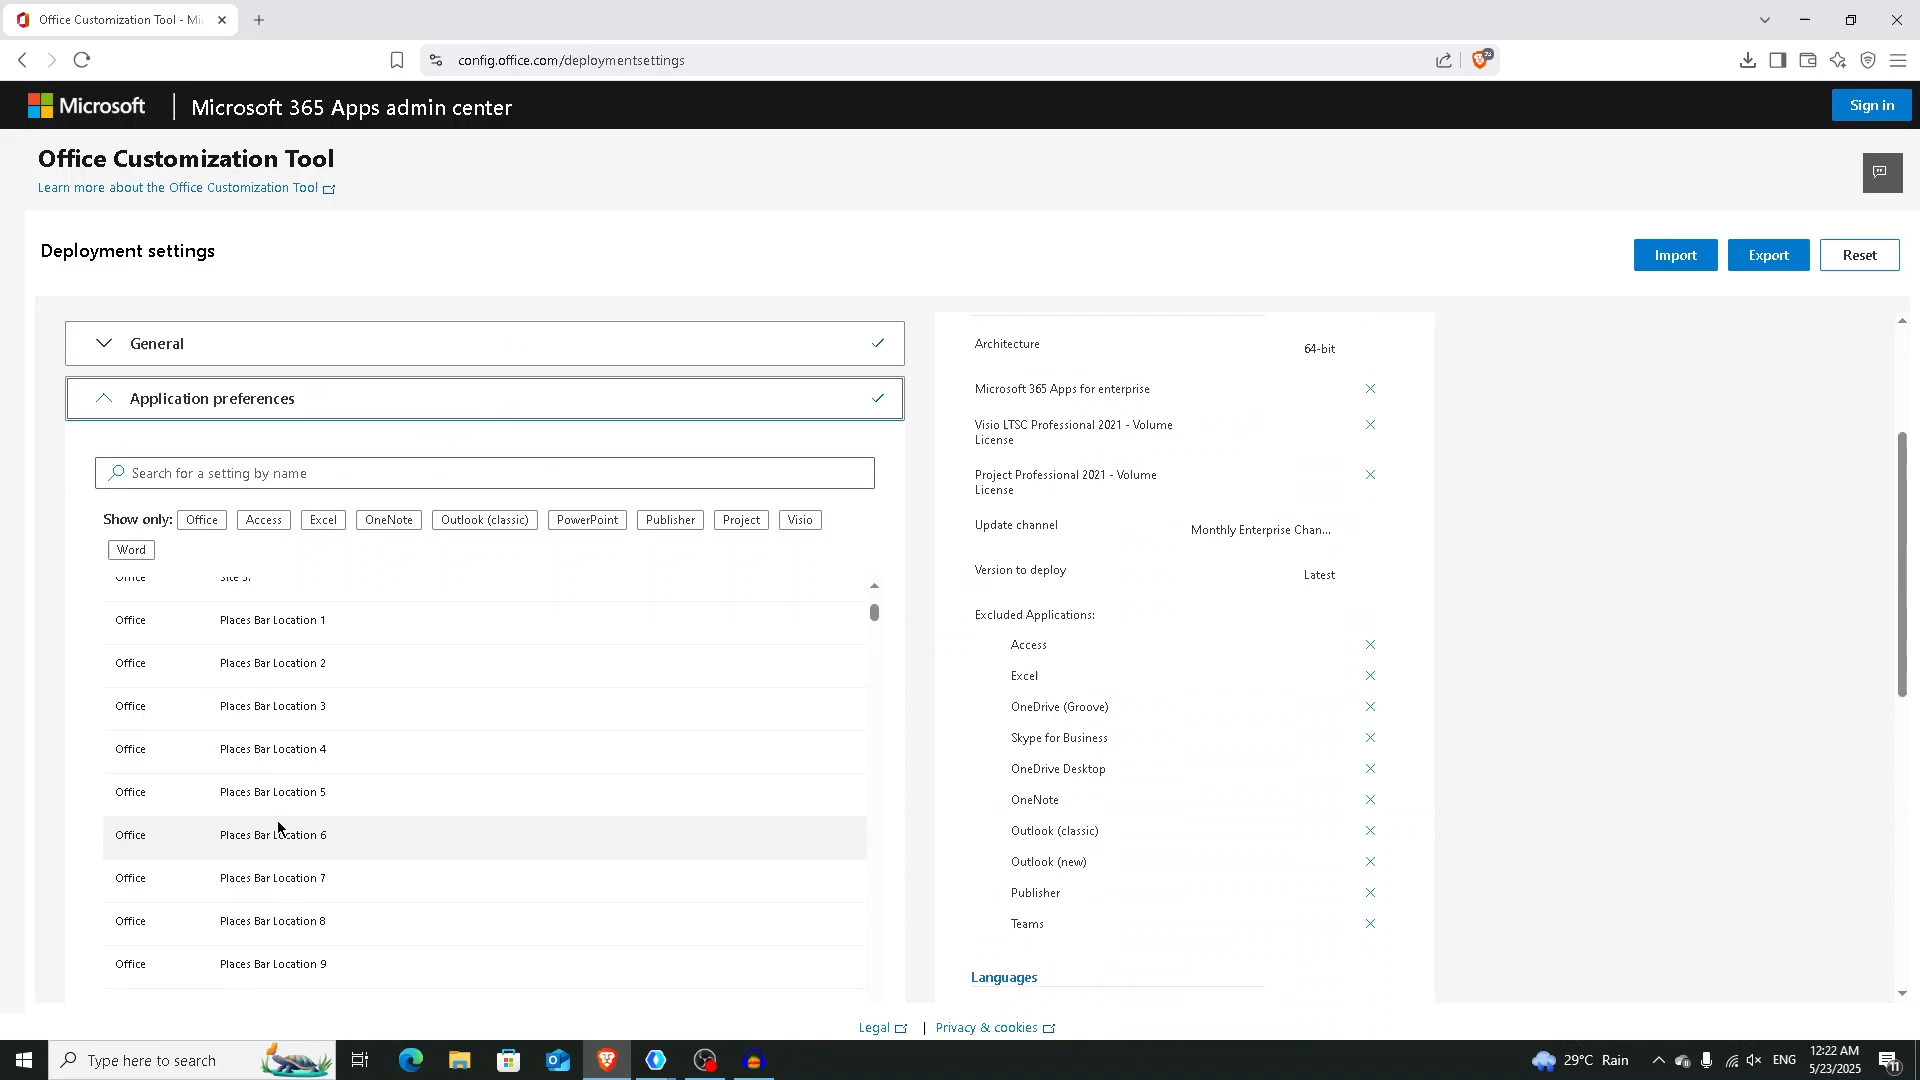 Office Customization Tool - Mi
config.office.com/deploymentsettings
24
Microsoft
Microsoft 365 Apps admin center
Sign in
Office Customization Tool
Learn more about the Office Customization Tool
Deployment settings
Import
Export
Reset
General
Application preferences
Search for a setting by name
Show only:
Office
Access
Excel
OneNote
Outlook (classic)
PowerPoint
Publisher
Project
Visio
Word
Office
Office Places Bar Location 1
Office Places Bar Location 2
Office Places Bar Location 3
Office Places Bar Location 4
Office Places Bar Location 5
Office Places Bar Location 6
Office Places Bar Location 7
Office Places Bar Location 8
Office Places Bar Location 9
Architecture
64-bit
Microsoft 365 Apps for enterprise
Visio LTSC Professional 2021 - Volume
License
Project Professional 2021 - Volume
License
Update channel
Monthly Enterprise Chan...
Version to deploy
Latest
Excluded Applications:
Access
Excel
OneDrive (Groove)
Skype for Business
OneDrive Desktop
OneNote
Outlook (classic)
Outlook (new)
Publisher
Teams
Languages
Legal | Privacy & cookies
Type here to search
29°C Rain
ENG
12:22 AM
5/23/2025
11